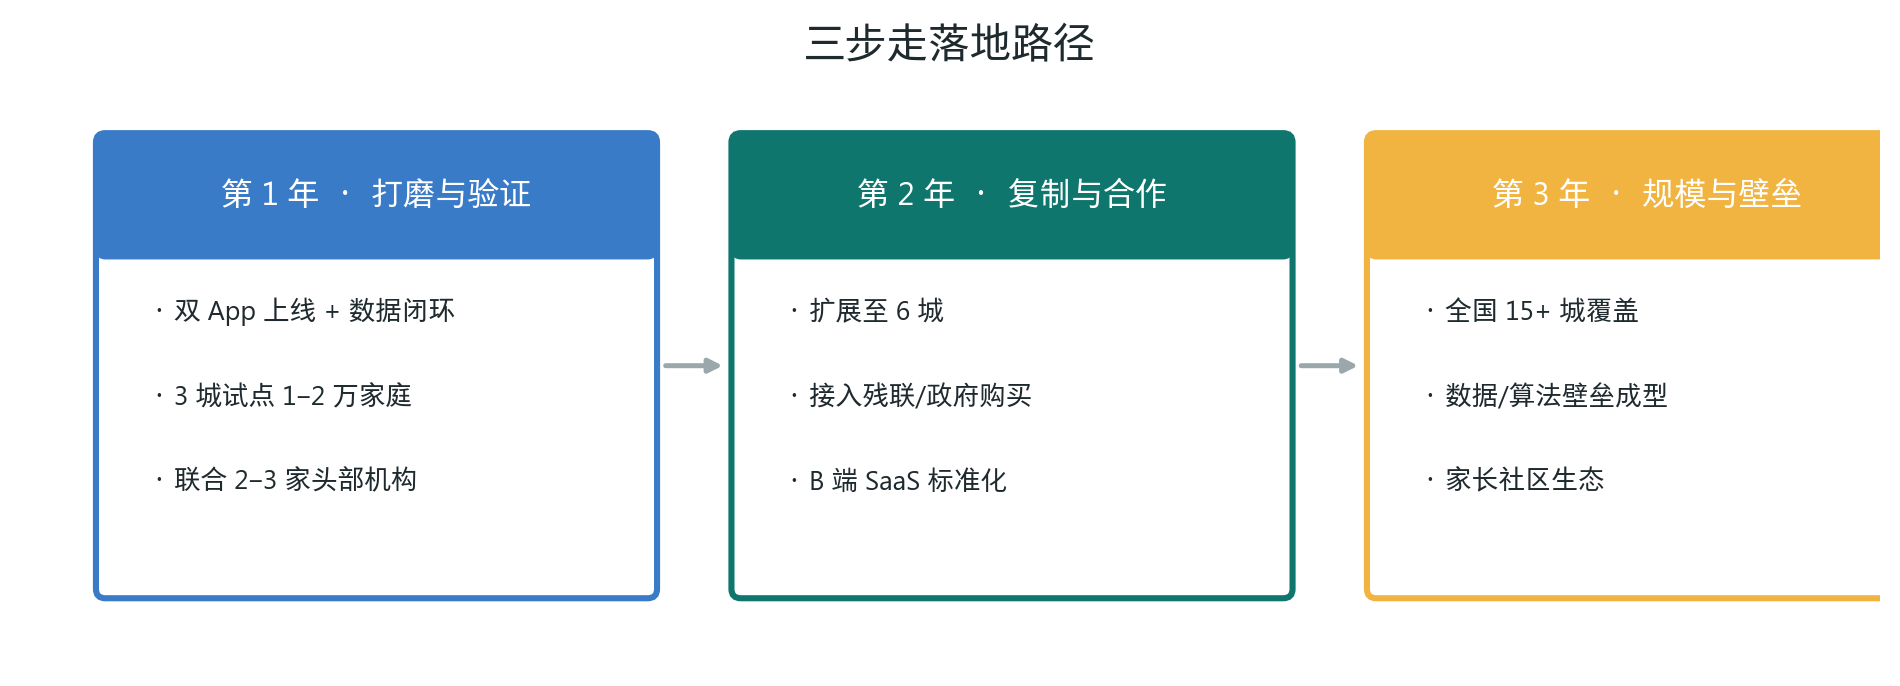 三步走落地路径
第 1 年 · 打磨与验证
· 双 App 上线 + 数据闭环
· 3 城试点 1–2 万家庭
· 联合 2–3 家头部机构
第 2 年 · 复制与合作
· 扩展至 6 城
· 接入残联/政府购买
· B 端 SaaS 标准化
第 3 年 · 规模与壁垒
· 全国 15+ 城覆盖
· 数据/算法壁垒成型
· 家长社区生态